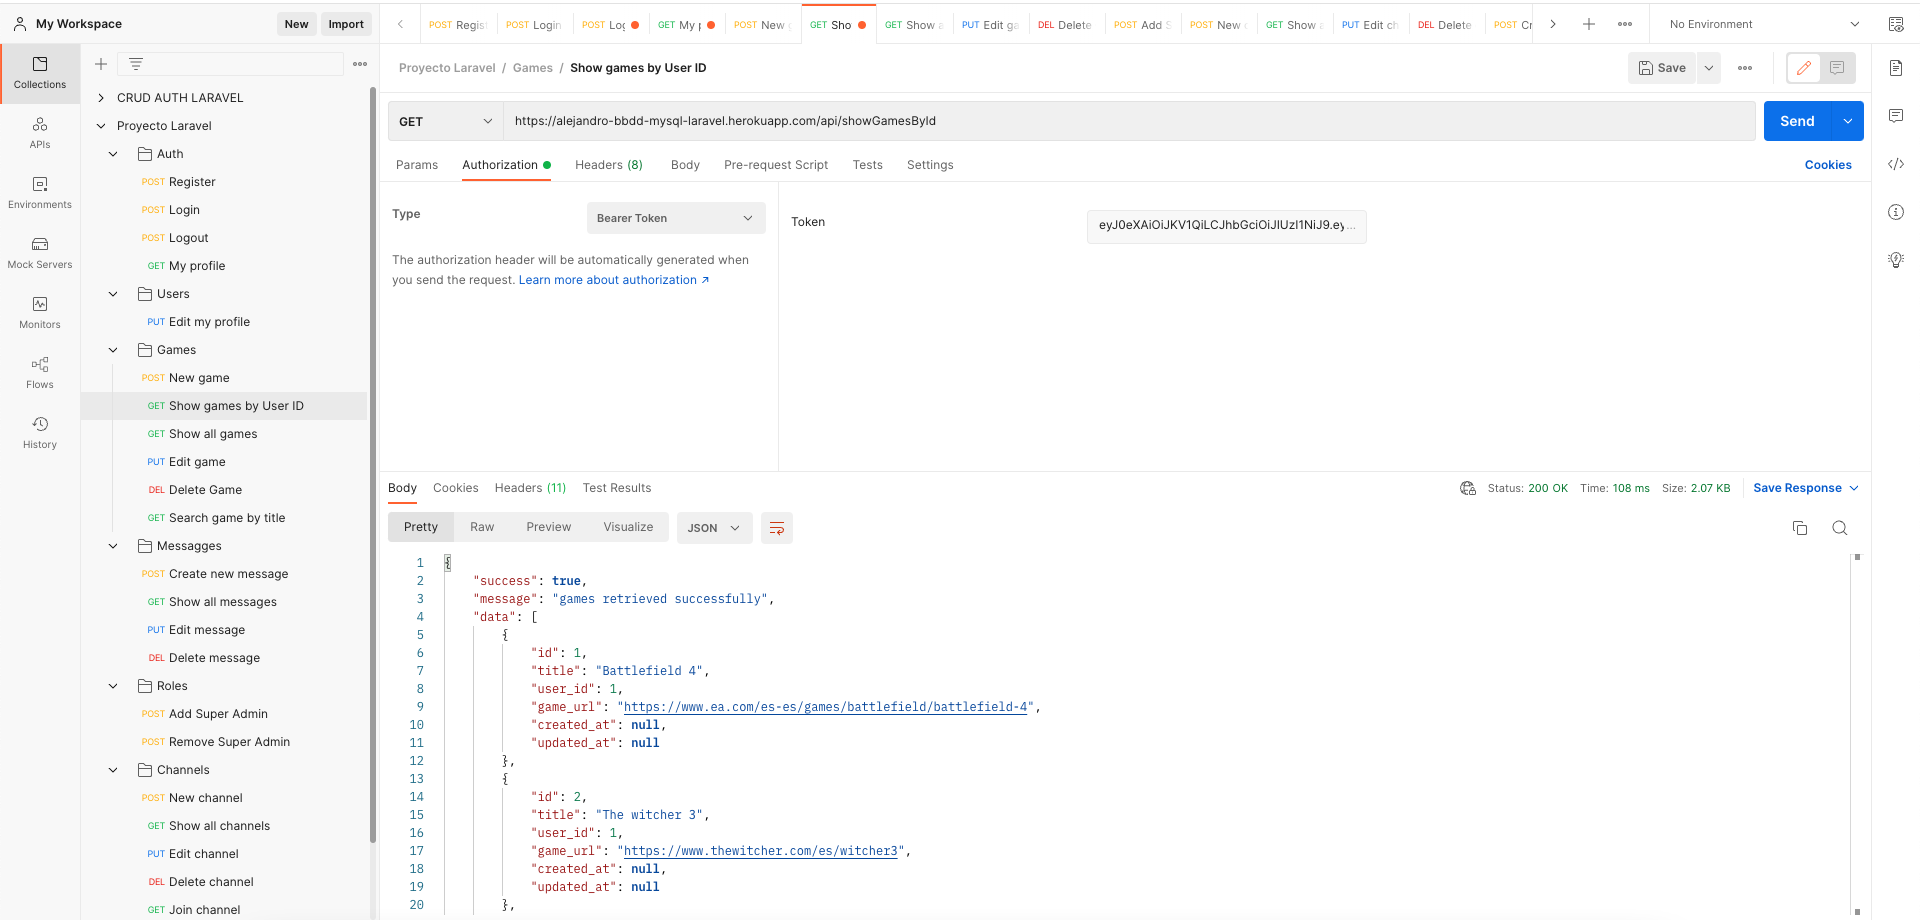 My Workspace
New
Import
POST Regis
POST Login
POST Log
GET My p
POST New g
GET Sho
GET Show a
PUT Edit ga
DEL Delete
POST Add S
POST New c
GET Show a
PUT Edit ch
DEL Delete
POST Cr
No Environment
Collections
APIs
Environments
Mock Servers
Monitors
Flows
History
CRUD AUTH LARAVEL
Proyecto Laravel
Auth
POST Register
POST Login
POST Logout
GET My profile
Users
PUT Edit my profile
Games
POST New game
GET Show games by User ID
GET Show all games
PUT Edit game
DEL Delete Game
GET Search game by title
Messagges
POST Create new message
GET Show all messages
PUT Edit message
DEL Delete message
Roles
POST Add Super Admin
POST Remove Super Admin
Channels
POST New channel
GET Show all channels
PUT Edit channel
DEL Delete channel
GET Join channel
Proyecto Laravel / Games / Show games by User ID
Save
GET
https://alejandro-bbdd-mysql-laravel.herokuapp.com/api/showGamesById
Send
Params
Authorization
Headers (8)
Body
Pre-request Script
Tests
Settings
Cookies
Type
Bearer Token
The authorization header will be automatically generated when
you send the request. Learn more about authorization ↗
Token
eyJ0eXAiOiJKV1QiLCJhbGciOiJIUzI1NiJ9.ey...
Body
Cookies
Headers (11)
Test Results
Status: 200 OK
Time: 108 ms
Size: 2.07 KB
Save Response
Pretty
Raw
Preview
Visualize
JSON
1 {
2 "success": true,
3 "message": "games retrieved successfully",
4 "data": [
5 {
6 "id": 1,
7 "title": "Battlefield 4",
8 "user_id": 1,
9 "game_url": "https://www.ea.com/es-es/games/battlefield/battlefield-4",
10 "created_at": null,
11 "updated_at": null
12 },
13 {
14 "id": 2,
15 "title": "The witcher 3",
16 "user_id": 1,
17 "game_url": "https://www.thewitcher.com/es/witcher3",
18 "created_at": null,
19 "updated_at": null
20 },